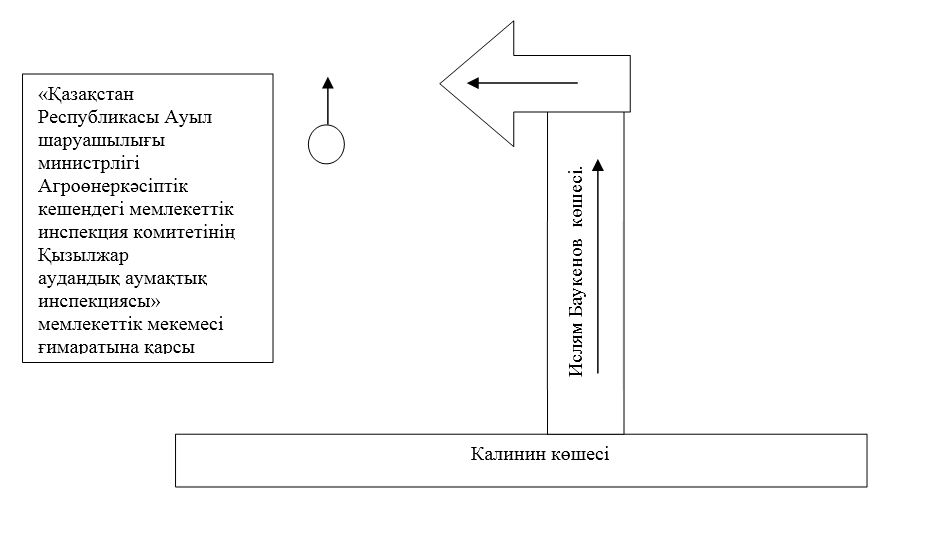 «Қазақстан
Республикасы Ауыл
шаруашылығы
министрлігі
Агроөнеркәсіптік
кешендегі мемлекеттік
инспекция комитетінің
Қызылжар
аудандық аумақтық
инспекциясы»
мемлекеттік мекемесі
ғимаратына қарсы
Ислям Баукенов көшесі.
Калинин көшесі